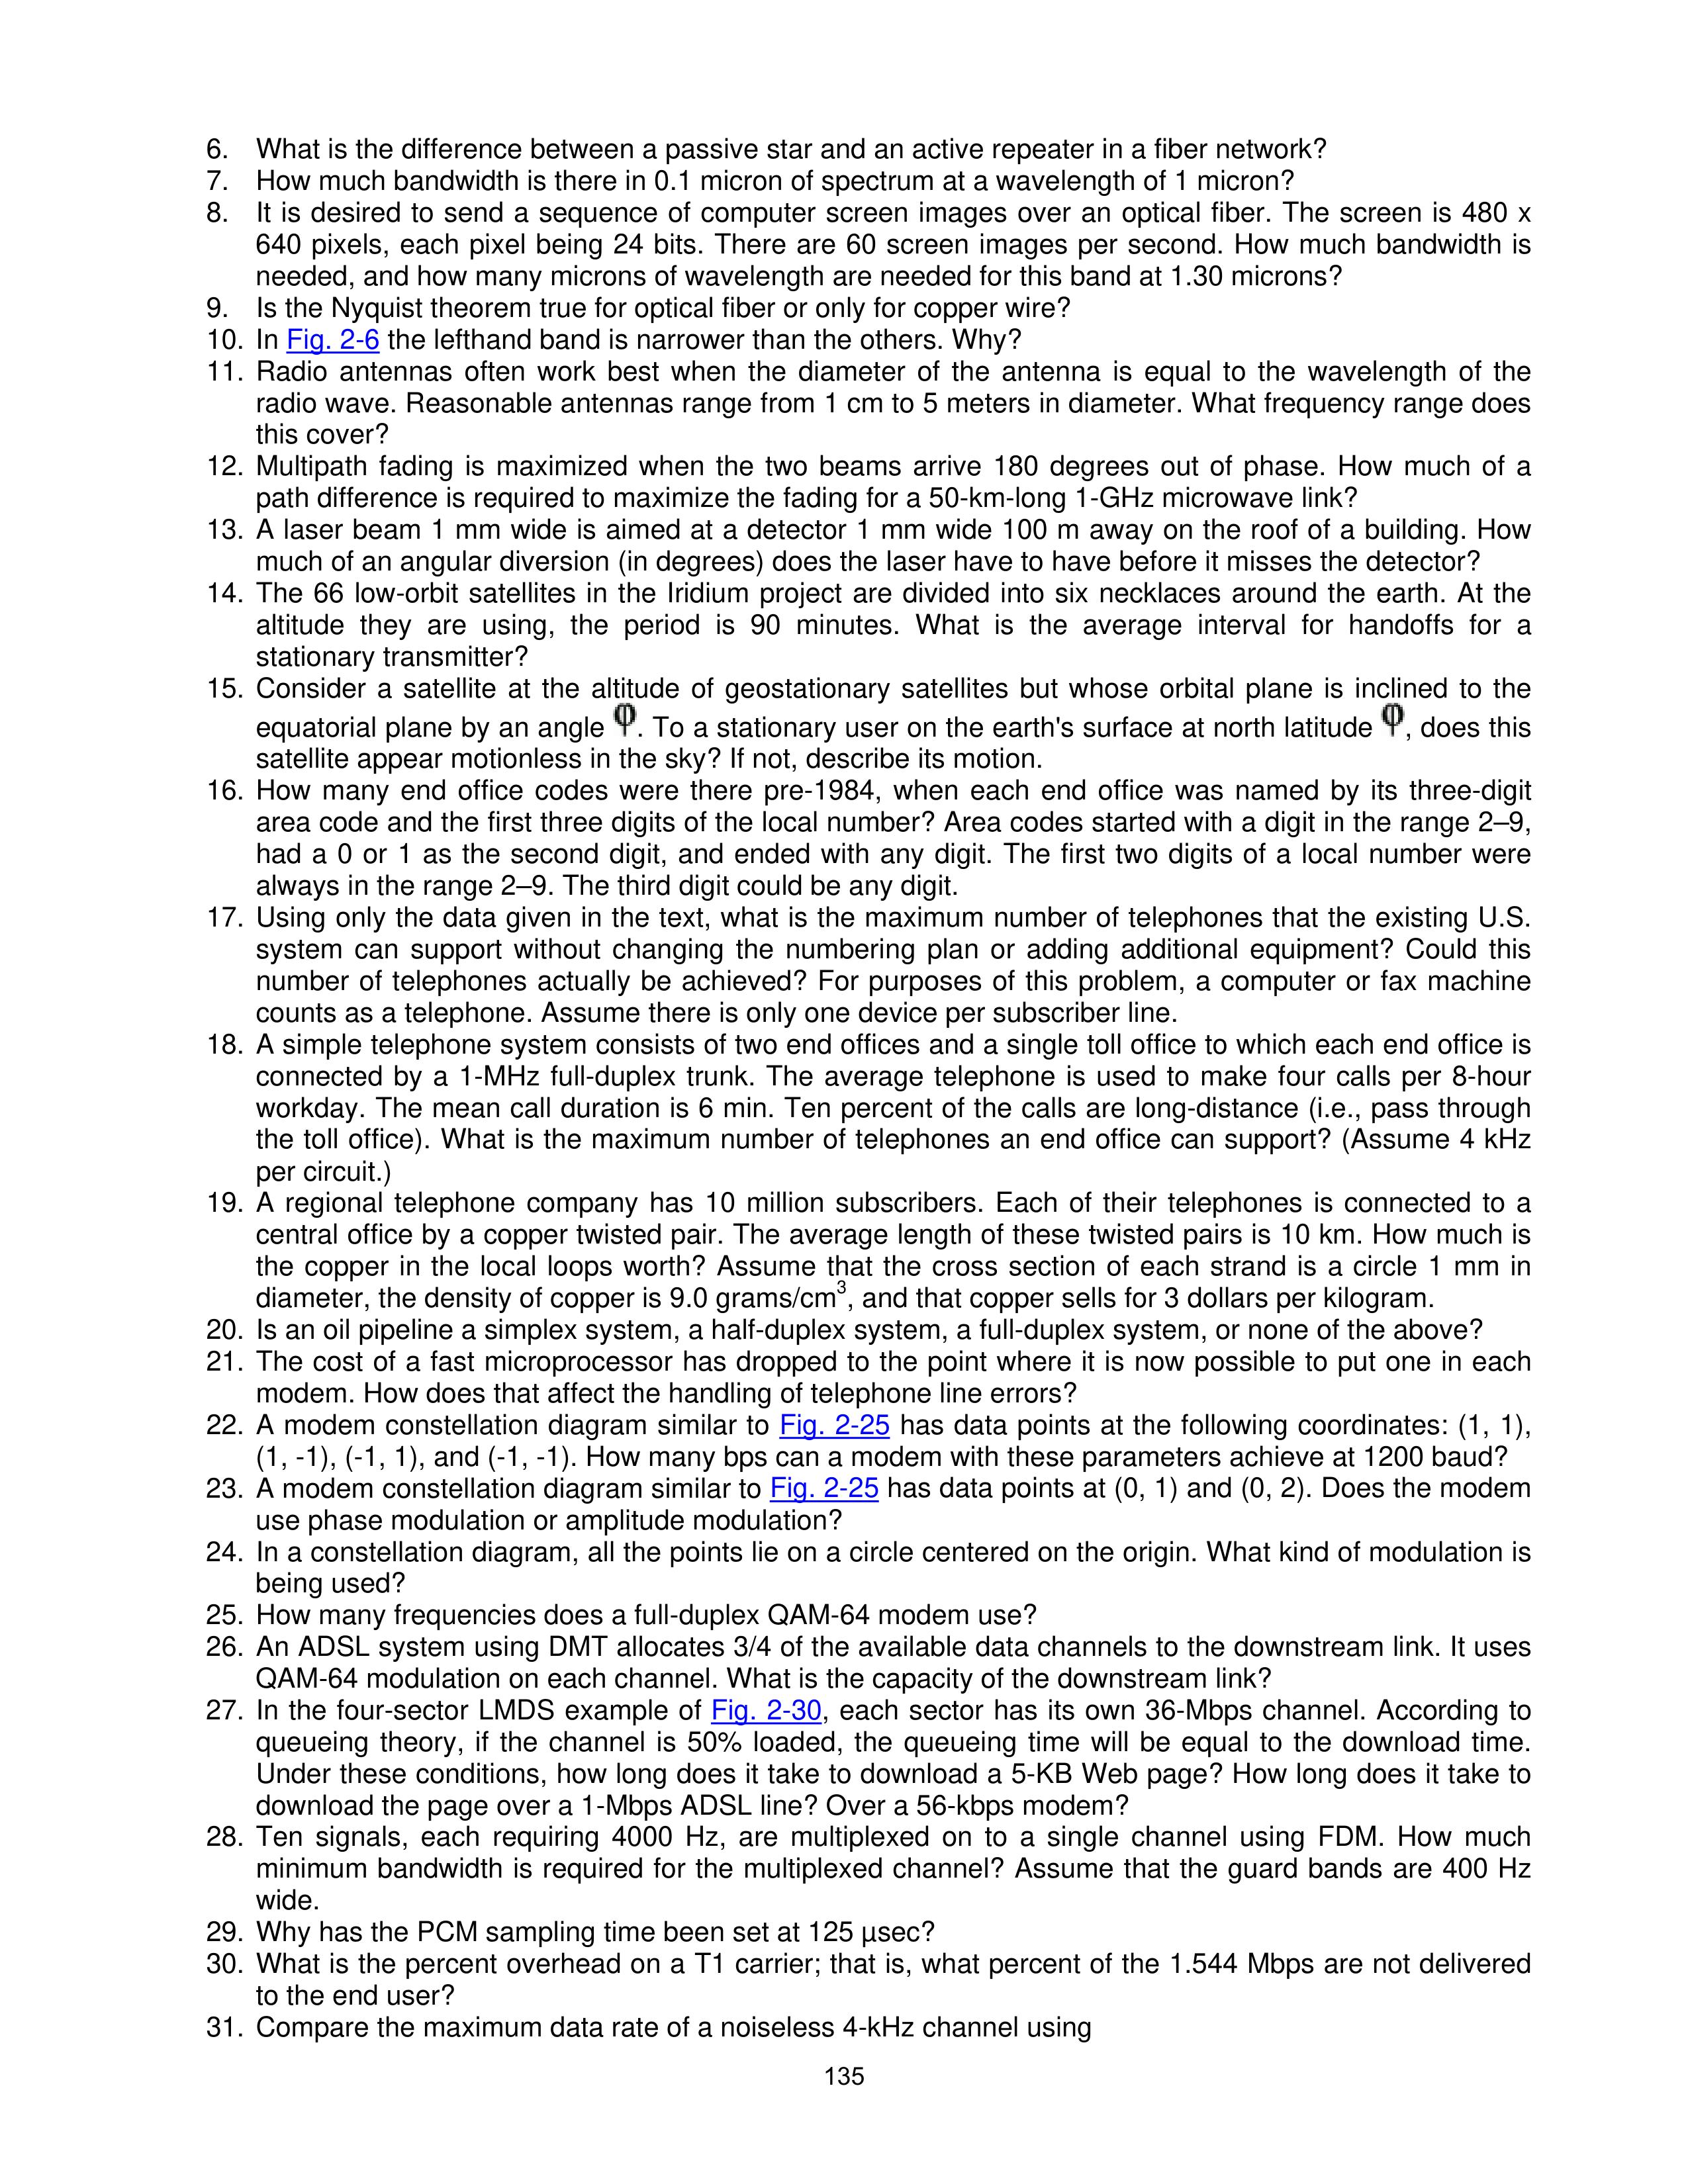 6. What is the difference between a passive star and an active repeater in a fiber network?
7. How much bandwidth is there in 0.1 micron of spectrum at a wavelength of 1 micron?
8. It is desired to send a sequence of computer screen images over an optical fiber. The screen is 480 x
640 pixels, each pixel being 24 bits. There are 60 screen images per second. How much bandwidth is
needed, and how many microns of wavelength are needed for this band at 1.30 microns?
9. Is the Nyquist theorem true for optical fiber or only for copper wire?
10. In Fig. 2-6 the lefthand band is narrower than the others. Why?
11. Radio antennas often work best when the diameter of the antenna is equal to the wavelength of the
radio wave. Reasonable antennas range from 1 cm to 5 meters in diameter. What frequency range does
this cover?
12. Multipath fading is maximized when the two beams arrive 180 degrees out of phase. How much of a
path difference is required to maximize the fading for a 50-km-long 1-GHz microwave link?
13. A laser beam 1 mm wide is aimed at a detector 1 mm wide 100 m away on the roof of a building. How
much of an angular diversion (in degrees) does the laser have to have before it misses the detector?
14. The 66 low-orbit satellites in the Iridium project are divided into six necklaces around the earth. At the
altitude they are using, the period is 90 minutes. What is the average interval for handoffs for a
stationary transmitter?
15. Consider a satellite at the altitude of geostationary satellites but whose orbital plane is inclined to the
equatorial plane by an angle φ. To a stationary user on the earth's surface at north latitude φ, does this
satellite appear motionless in the sky? If not, describe its motion.
16. How many end office codes were there pre-1984, when each end office was named by its three-digit
area code and the first three digits of the local number? Area codes started with a digit in the range 2–9,
had a 0 or 1 as the second digit, and ended with any digit. The first two digits of a local number were
always in the range 2–9. The third digit could be any digit.
17. Using only the data given in the text, what is the maximum number of telephones that the existing U.S.
system can support without changing the numbering plan or adding additional equipment? Could this
number of telephones actually be achieved? For purposes of this problem, a computer or fax machine
counts as a telephone. Assume there is only one device per subscriber line.
18. A simple telephone system consists of two end offices and a single toll office to which each end office is
connected by a 1-MHz full-duplex trunk. The average telephone is used to make four calls per 8-hour
workday. The mean call duration is 6 min. Ten percent of the calls are long-distance (i.e., pass through
the toll office). What is the maximum number of telephones an end office can support? (Assume 4 kHz
per circuit.)
19. A regional telephone company has 10 million subscribers. Each of their telephones is connected to a
central office by a copper twisted pair. The average length of these twisted pairs is 10 km. How much is
the copper in the local loops worth? Assume that the cross section of each strand is a circle 1 mm in
diameter, the density of copper is 9.0 grams/cm³, and that copper sells for 3 dollars per kilogram.
20. Is an oil pipeline a simplex system, a half-duplex system, a full-duplex system, or none of the above?
21. The cost of a fast microprocessor has dropped to the point where it is now possible to put one in each
modem. How does that affect the handling of telephone line errors?
22. A modem constellation diagram similar to Fig. 2-25 has data points at the following coordinates: (1, 1),
(1, -1), (-1, 1), and (-1, -1). How many bps can a modem with these parameters achieve at 1200 baud?
23. A modem constellation diagram similar to Fig. 2-25 has data points at (0, 1) and (0, 2). Does the modem
use phase modulation or amplitude modulation?
24. In a constellation diagram, all the points lie on a circle centered on the origin. What kind of modulation is
being used?
25. How many frequencies does a full-duplex QAM-64 modem use?
26. An ADSL system using DMT allocates 3/4 of the available data channels to the downstream link. It uses
QAM-64 modulation on each channel. What is the capacity of the downstream link?
27. In the four-sector LMDS example of Fig. 2-30, each sector has its own 36-Mbps channel. According to
queueing theory, if the channel is 50% loaded, the queueing time will be equal to the download time.
Under these conditions, how long does it take to download a 5-KB Web page? How long does it take to
download the page over a 1-Mbps ADSL line? Over a 56-kbps modem?
28. Ten signals, each requiring 4000 Hz, are multiplexed on to a single channel using FDM. How much
minimum bandwidth is required for the multiplexed channel? Assume that the guard bands are 400 Hz
wide.
29. Why has the PCM sampling time been set at 125 µsec?
30. What is the percent overhead on a T1 carrier; that is, what percent of the 1.544 Mbps are not delivered
to the end user?
31. Compare the maximum data rate of a noiseless 4-kHz channel using
135